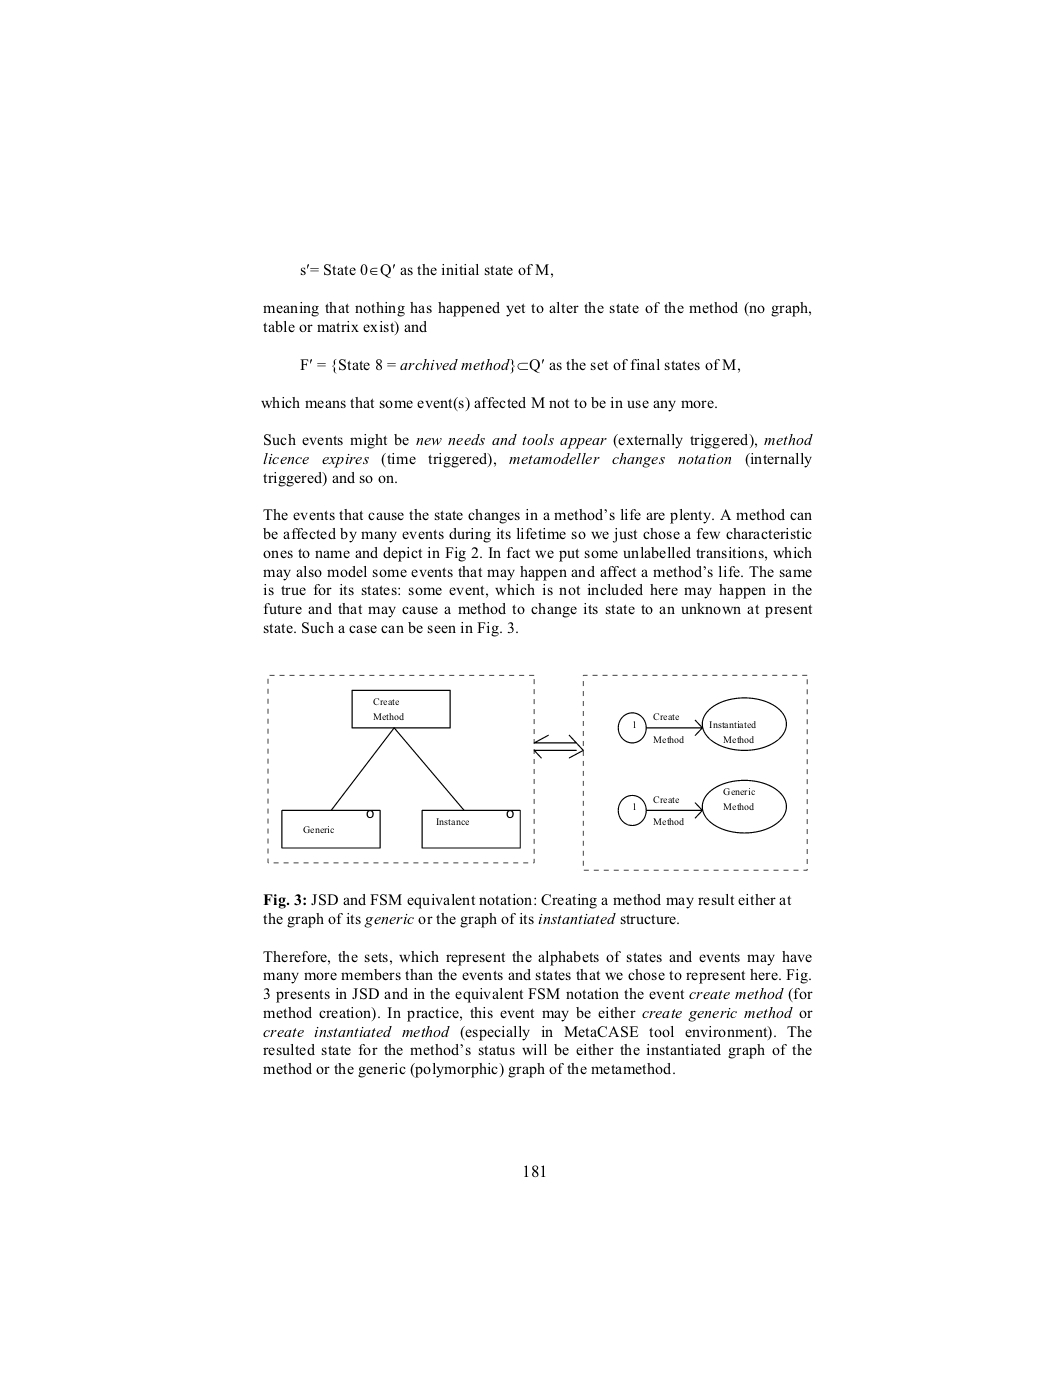 s′= State 0∈Q′ as the initial state of M,
meaning that nothing has happened yet to alter the state of the method (no graph,
table or matrix exist) and
F′ = {State 8 = archived method}⊂Q′ as the set of final states of M,
which means that some event(s) affected M not to be in use any more.
Such events might be new needs and tools appear (externally triggered), method
licence expires (time triggered), metamodeller changes notation (internally
triggered) and so on.
The events that cause the state changes in a method’s life are plenty. A method can
be affected by many events during its lifetime so we just chose a few characteristic
ones to name and depict in Fig 2. In fact we put some unlabelled transitions, which
may also model some events that may happen and affect a method’s life. The same
is true for its states: some event, which is not included here may happen in the
future and that may cause a method to change its state to an unknown at present
state. Such a case can be seen in Fig. 3.
Create
Method
Generic
O
Instance
O
1
Create
Method
Instantiated
Method
1
Create
Method
Generic
Method
Fig. 3: JSD and FSM equivalent notation: Creating a method may result either at
the graph of its generic or the graph of its instantiated structure.
Therefore, the sets, which represent the alphabets of states and events may have
many more members than the events and states that we chose to represent here. Fig.
3 presents in JSD and in the equivalent FSM notation the event create method (for
method creation). In practice, this event may be either create generic method or
create instantiated method (especially in MetaCASE tool environment). The
resulted state for the method’s status will be either the instantiated graph of the
method or the generic (polymorphic) graph of the metamethod.
181